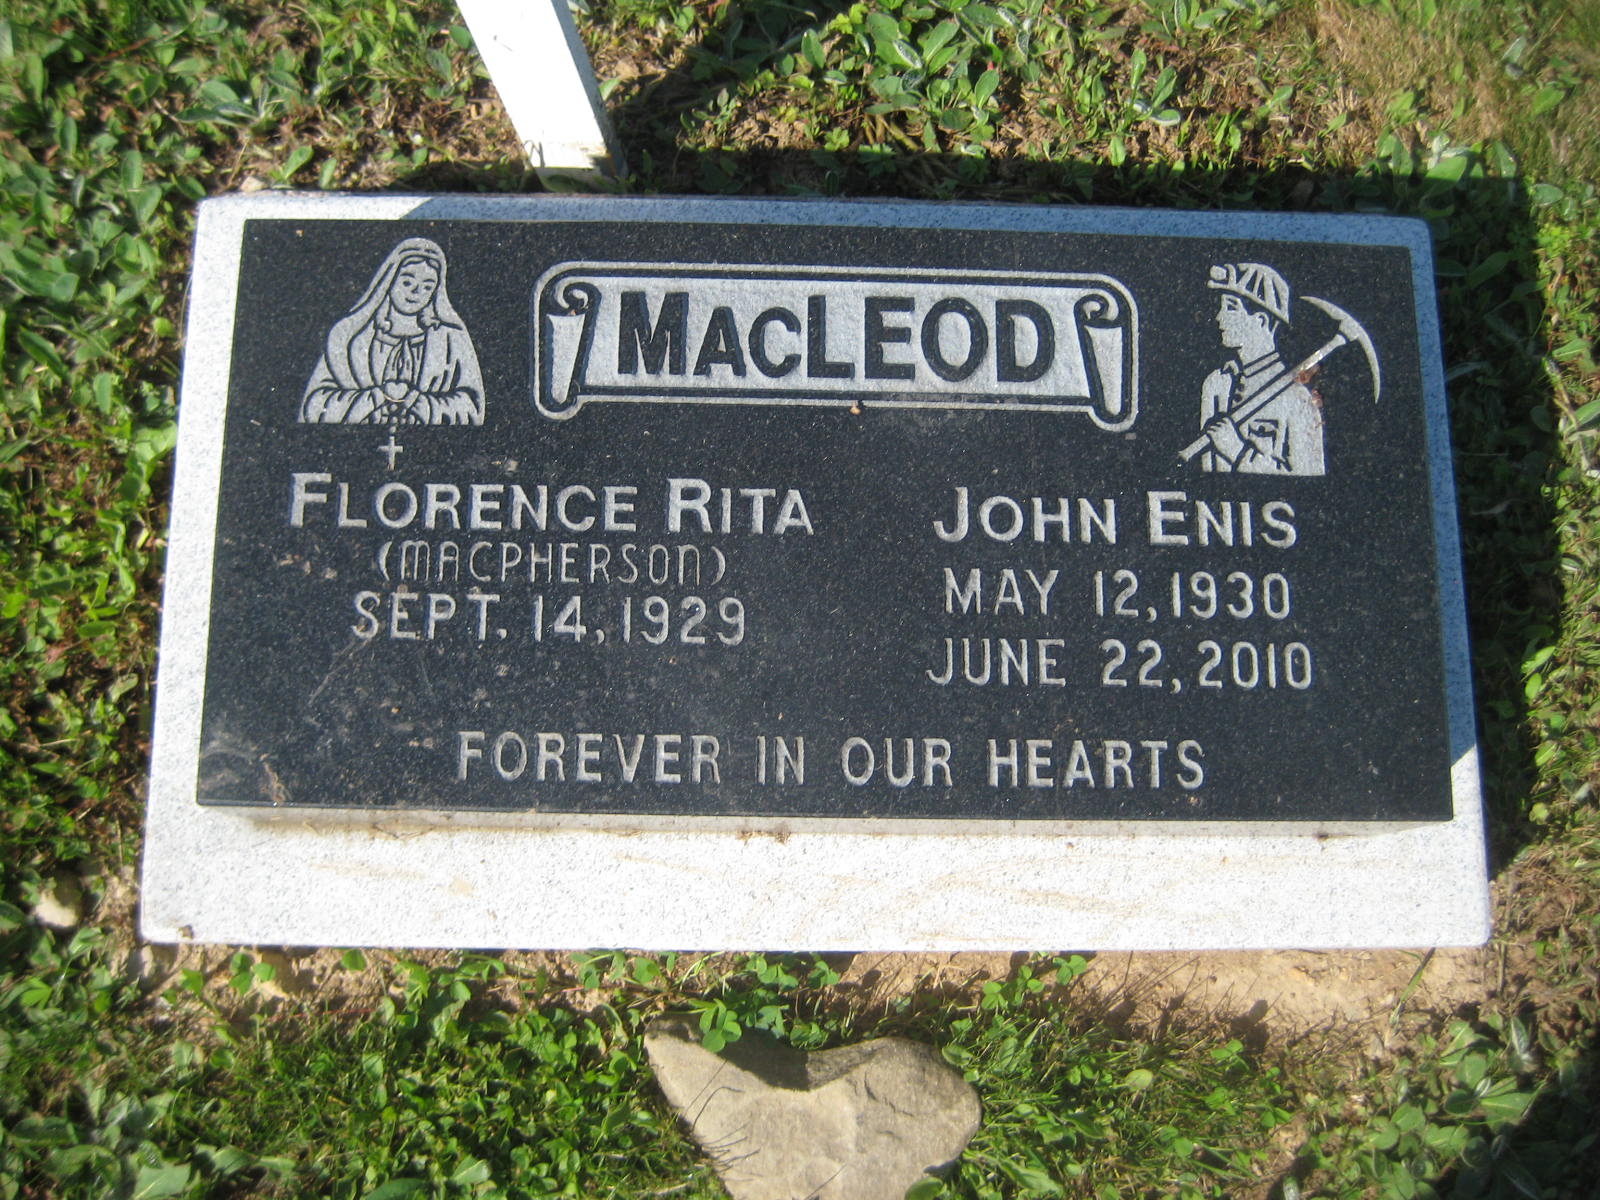 MACLEOD
FLORENCE RITA
(MACPHERSON)
SEPT. 14, 1929
JOHN ENIS
MAY 12, 1930
JUNE 22, 2010
FOREVER IN OUR HEARTS